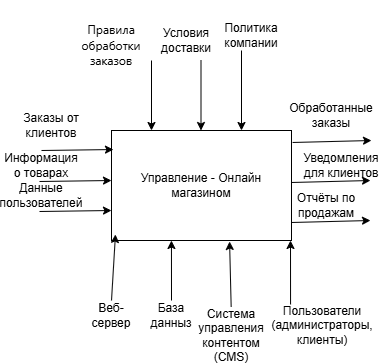 Правила
обработки
заказов
Условия
доставки
Политика
компании
Заказы от
клиентов
Информация
о товарах
Данные
пользователей
Управление - Онлайн
магазином
Обработанные
заказы
Уведомления
для клиентов
Отчёты по
продажам
Веб-
сервер
База
данныз
Система
управления
контентом
(CMS)
Пользователи
(администраторы,
клиенты)